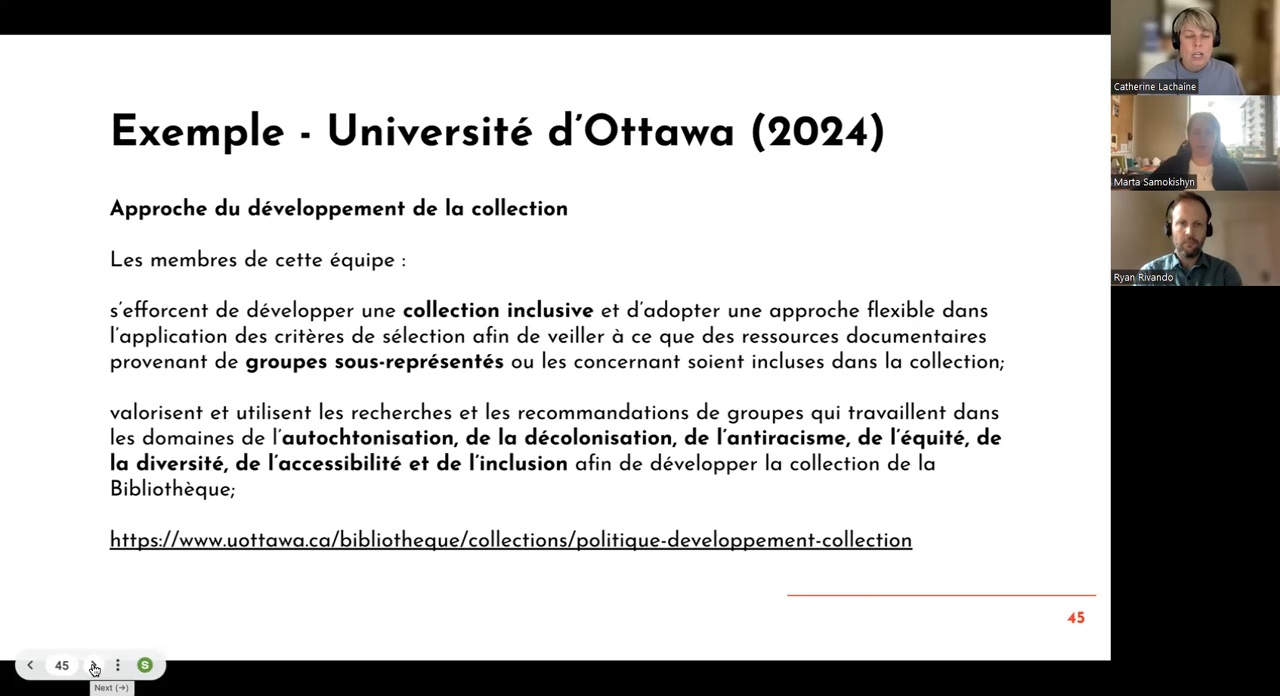 Exemple - Université d'Ottawa (2024)
Approche du développement de la collection
Les membres de cette équipe :
s'efforcent de développer une collection inclusive et d'adopter une approche flexible dans
l'application des critères de sélection afin de veiller à ce que des ressources documentaires
provenant de groupes sous-représentés ou les concernant soient incluses dans la collection;
valorisent et utilisent les recherches et les recommandations de groupes qui travaillent dans
les domaines de l'autochtonisation, de la décolonisation, de l'antiracisme, de l'équité, de
la diversité, de l'accessibilité et de l'inclusion afin de développer la collection de la
Bibliothèque;
https://www.uottawa.ca/bibliotheque/collections/politique-developpement-collection
45
45
S
Next (→)
Catherine Lachaîne
Marta Samokishyn
Ryan Rivando